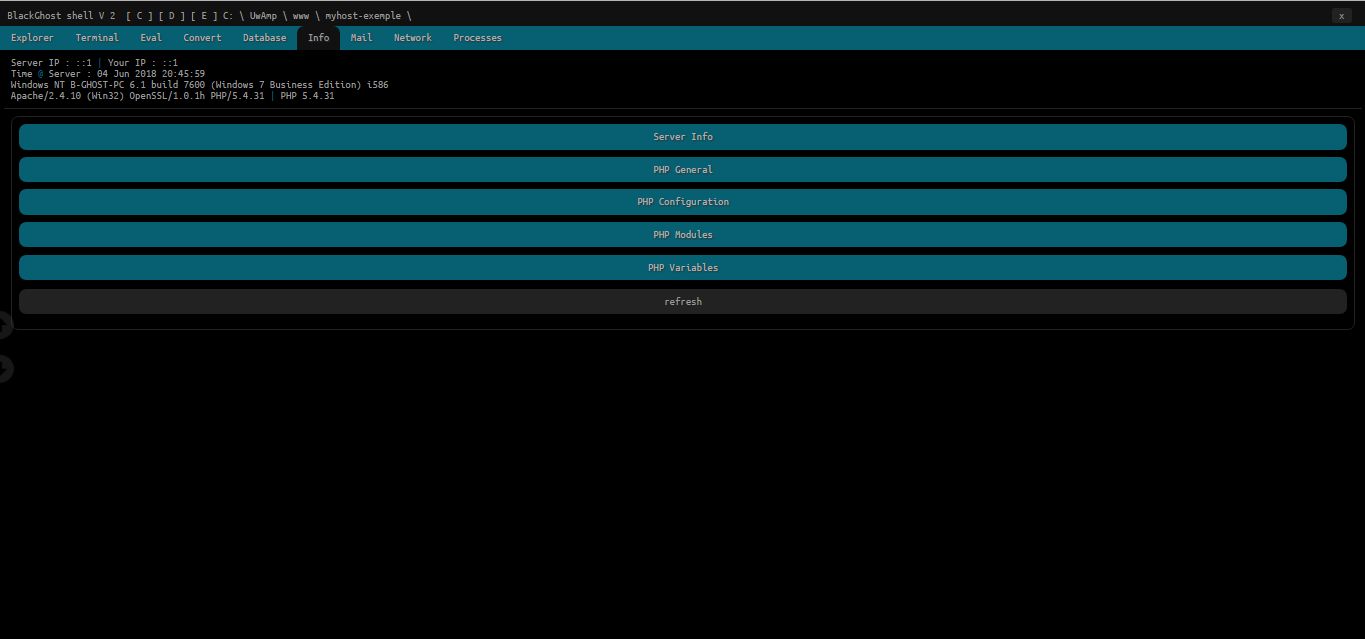 BlackGhost shell V 2 [ C ] [ D ] [ E ] C: \ UwAmp \ www \ myhost-exemple \ x
Explorer Terminal Eval Convert Database Info Mail Network Processes
Server IP : ::1 | Your IP : ::1
Time @ Server : 04 Jun 2018 20:45:59
Windows NT B-GHOST-PC 6.1 build 7600 (Windows 7 Business Edition) i586
Apache/2.4.10 (Win32) OpenSSL/1.0.1h PHP/5.4.31 | PHP 5.4.31
Server Info
PHP General
PHP Configuration
PHP Modules
PHP Variables
refresh